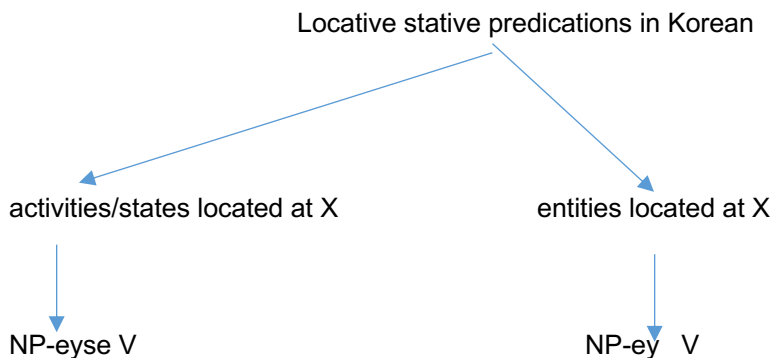 Locative stative predications in Korean
activities/states located at X
entities located at X
NP-eyse V
NP-ey V